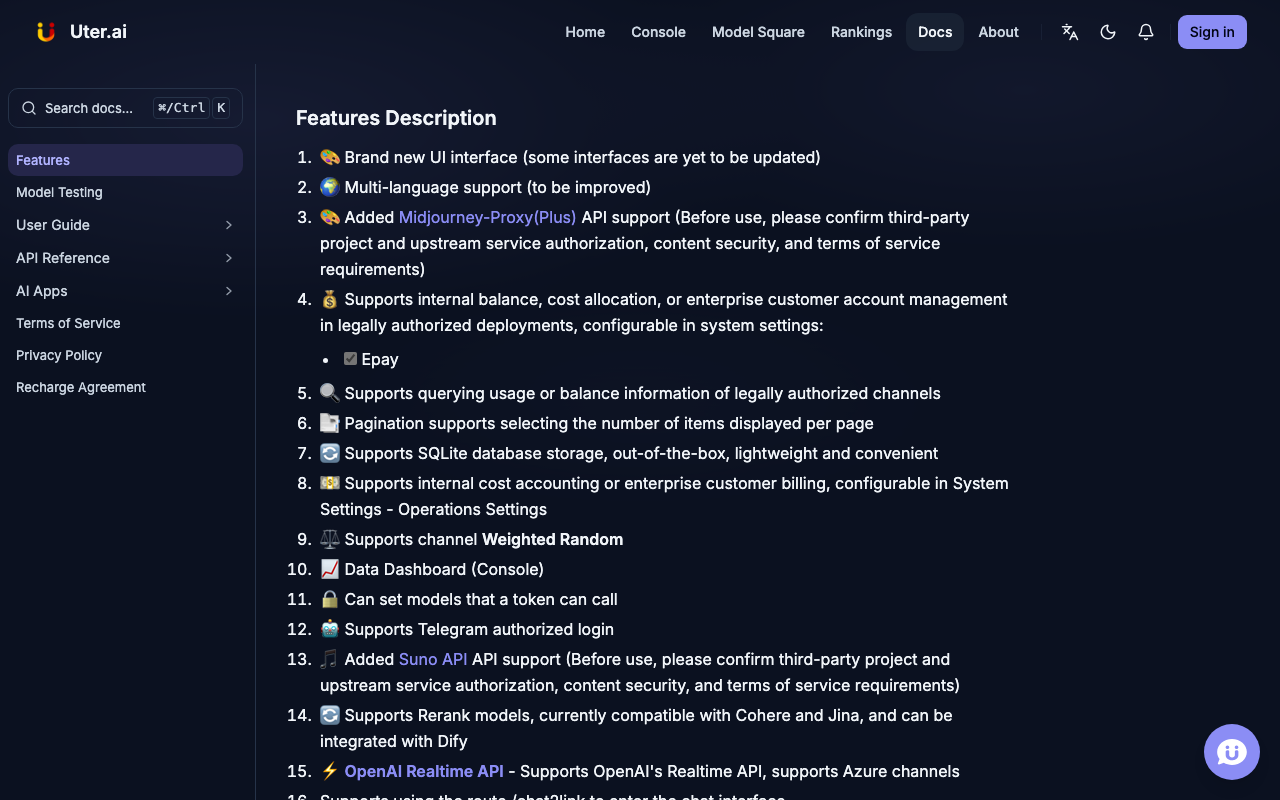 Uter.ai
Home
Console
Model Square
Rankings
Docs
About
Sign in
Search docs...
⌘/Ctrl
K
Features
Model Testing
User Guide
API Reference
AI Apps
Terms of Service
Privacy Policy
Recharge Agreement
Features Description
1. 🎨 Brand new UI interface (some interfaces are yet to be updated)
2. 🌍 Multi-language support (to be improved)
3. 🎨 Added Midjourney-Proxy(Plus) API support (Before use, please confirm third-party
project and upstream service authorization, content security, and terms of service
requirements)
4. 💰 Supports internal balance, cost allocation, or enterprise customer account management
in legally authorized deployments, configurable in system settings:
• Epay
5. 🔍 Supports querying usage or balance information of legally authorized channels
6. 📑 Pagination supports selecting the number of items displayed per page
7. 🔄 Supports SQLite database storage, out-of-the-box, lightweight and convenient
8. 💵 Supports internal cost accounting or enterprise customer billing, configurable in System
Settings - Operations Settings
9. ⚖️ Supports channel Weighted Random
10. 📈 Data Dashboard (Console)
11. 🔒 Can set models that a token can call
12. 🤖 Supports Telegram authorized login
13. 🎵 Added Suno API API support (Before use, please confirm third-party project and
upstream service authorization, content security, and terms of service requirements)
14. 🔄 Supports Rerank models, currently compatible with Cohere and Jina, and can be
integrated with Dify
15. ⚡ OpenAI Realtime API - Supports OpenAI's Realtime API, supports Azure channels
16. Supports using the route /chat2link to enter the chat interface